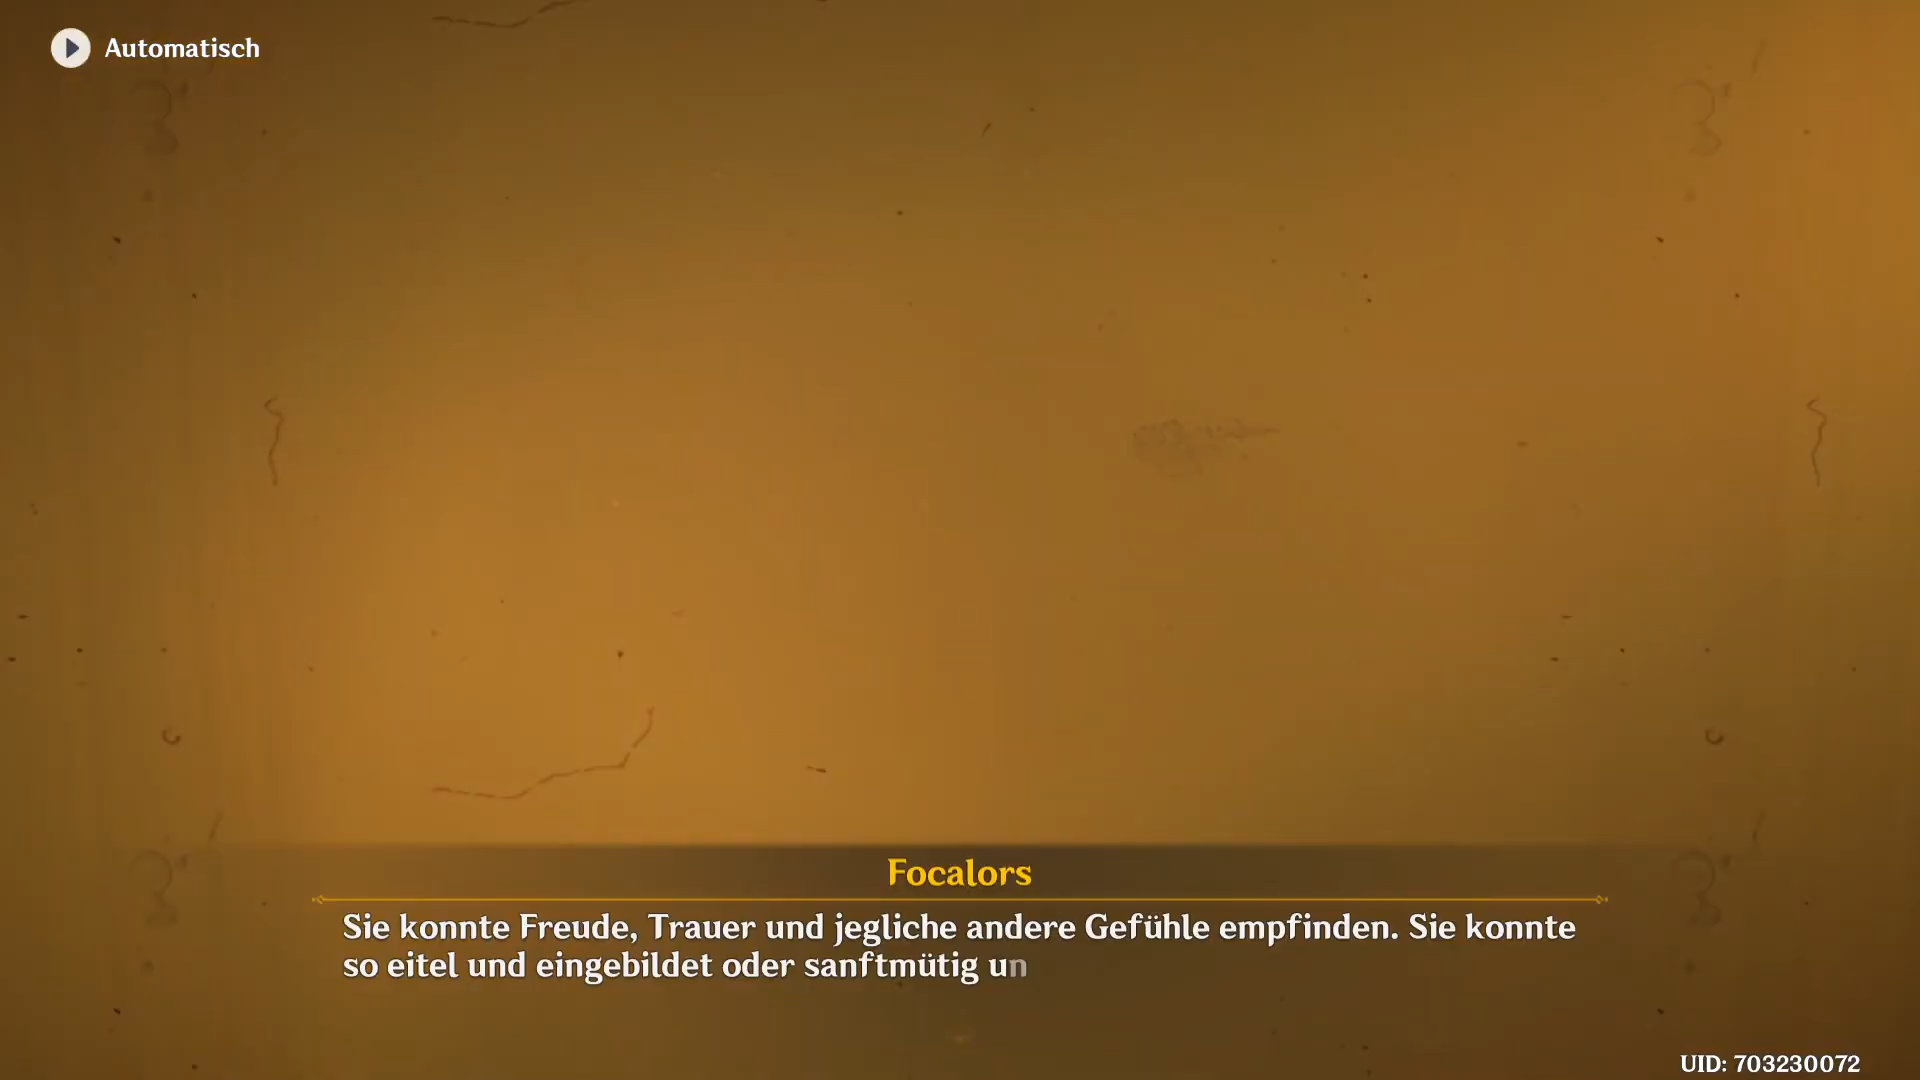 Automatisch
Focalors
Sie konnte Freude, Trauer und jegliche andere Gefühle empfinden. Sie konnte
so eitel und eingebildet oder sanftmütig un
UID: 703230072